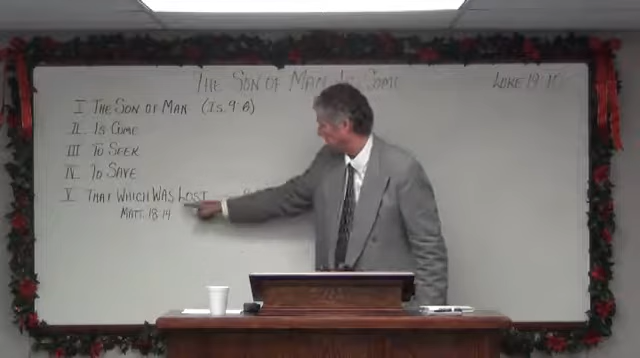 THE SON OF MAN IS COME LUKE 19:10
I THE SON OF MAN (IS. 9:6)
II IS COME
III TO SEEK
IV TO SAVE
V THAT WHICH WAS LOST
MATT. 18:14